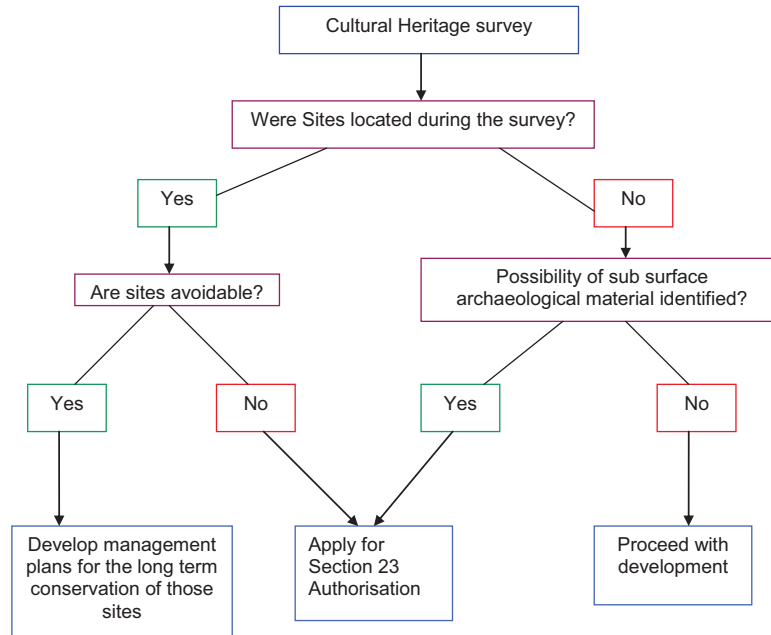 Cultural Heritage survey
Were Sites located during the survey?
Yes
No
Are sites avoidable?
Possibility of sub surface
archaeological material identified?
Yes
No
Yes
No
Develop management
plans for the long term
conservation of those
sites
Apply for
Section 23
Authorisation
Proceed with
development